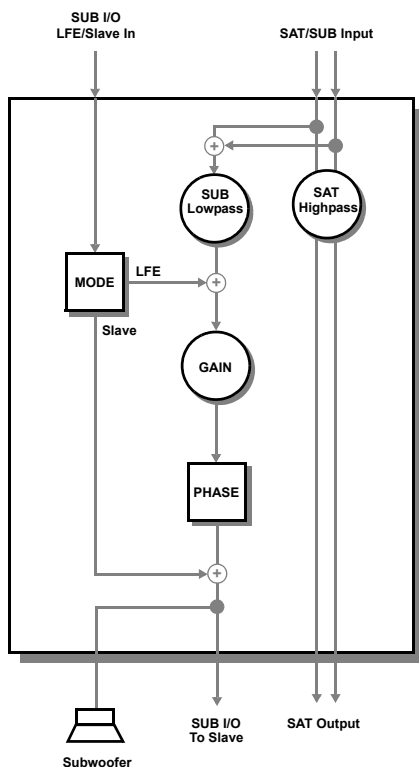 SUB I/O
LFE/Slave In
SAT/SUB Input
+
SUB
Lowpass
SAT
Highpass
MODE
LFE
+
Slave
GAIN
PHASE
+
SUB I/O
To Slave
SAT Output
Subwoofer